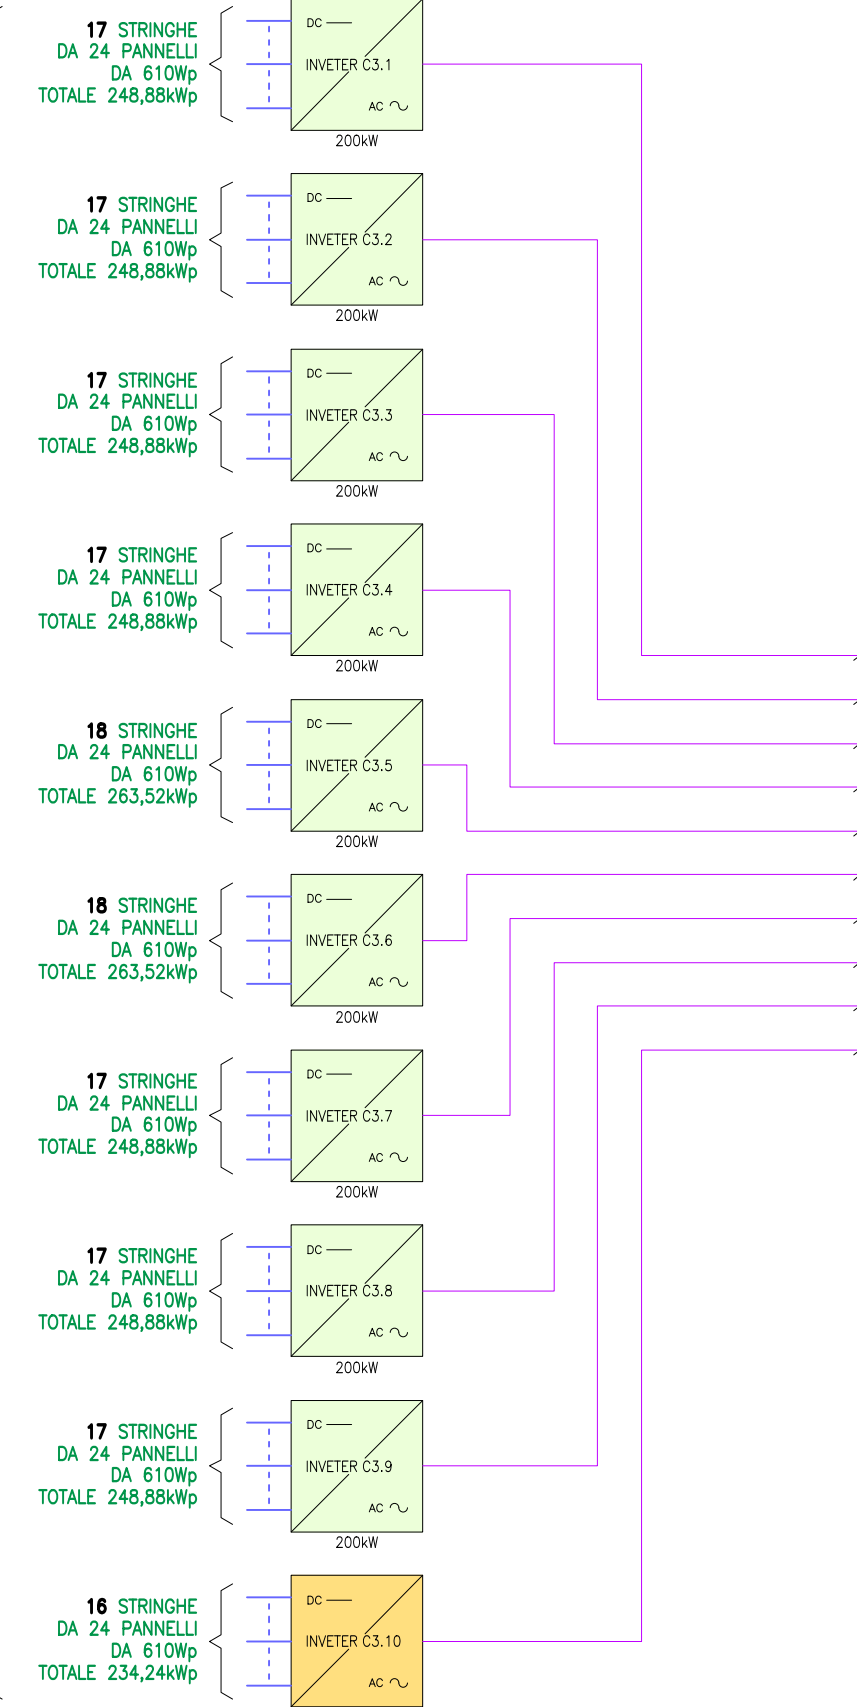 17 STRINGHE
DA 24 PANNELLI
DA 610Wp
TOTALE 248,88kWp
DC
INVETER C3.1
AC
200kW
17 STRINGHE
DA 24 PANNELLI
DA 610Wp
TOTALE 248,88kWp
DC
INVETER C3.2
AC
200kW
17 STRINGHE
DA 24 PANNELLI
DA 610Wp
TOTALE 248,88kWp
DC
INVETER C3.3
AC
200kW
17 STRINGHE
DA 24 PANNELLI
DA 610Wp
TOTALE 248,88kWp
DC
INVETER C3.4
AC
200kW
18 STRINGHE
DA 24 PANNELLI
DA 610Wp
TOTALE 263,52kWp
DC
INVETER C3.5
AC
200kW
18 STRINGHE
DA 24 PANNELLI
DA 610Wp
TOTALE 263,52kWp
DC
INVETER C3.6
AC
200kW
17 STRINGHE
DA 24 PANNELLI
DA 610Wp
TOTALE 248,88kWp
DC
INVETER C3.7
AC
200kW
17 STRINGHE
DA 24 PANNELLI
DA 610Wp
TOTALE 248,88kWp
DC
INVETER C3.8
AC
200kW
17 STRINGHE
DA 24 PANNELLI
DA 610Wp
TOTALE 248,88kWp
DC
INVETER C3.9
AC
200kW
16 STRINGHE
DA 24 PANNELLI
DA 610Wp
TOTALE 234,24kWp
DC
INVETER C3.10
AC